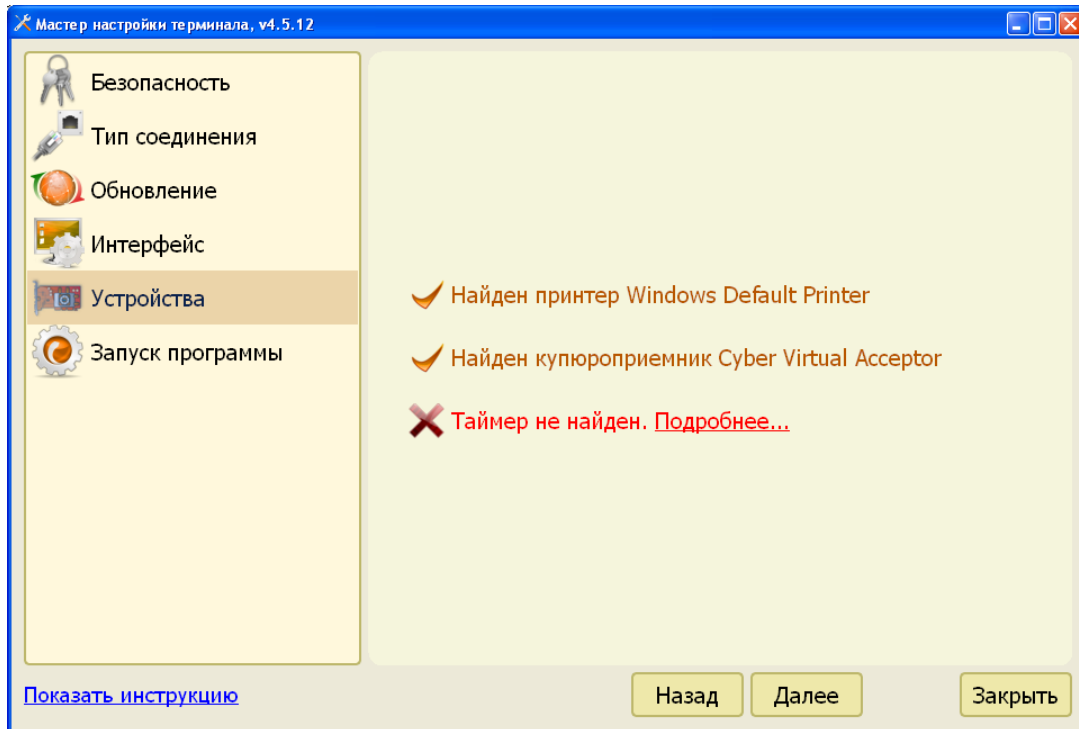 Мастер настройки терминала, v4.5.12
Безопасность
Тип соединения
Обновление
Интерфейс
Устройства
Запуск программы
Найден принтер Windows Default Printer
Найден купюроприемник Cyber Virtual Acceptor
Таймер не найден. Подробнее...
Показать инструкцию
Назад
Далее
Закрыть